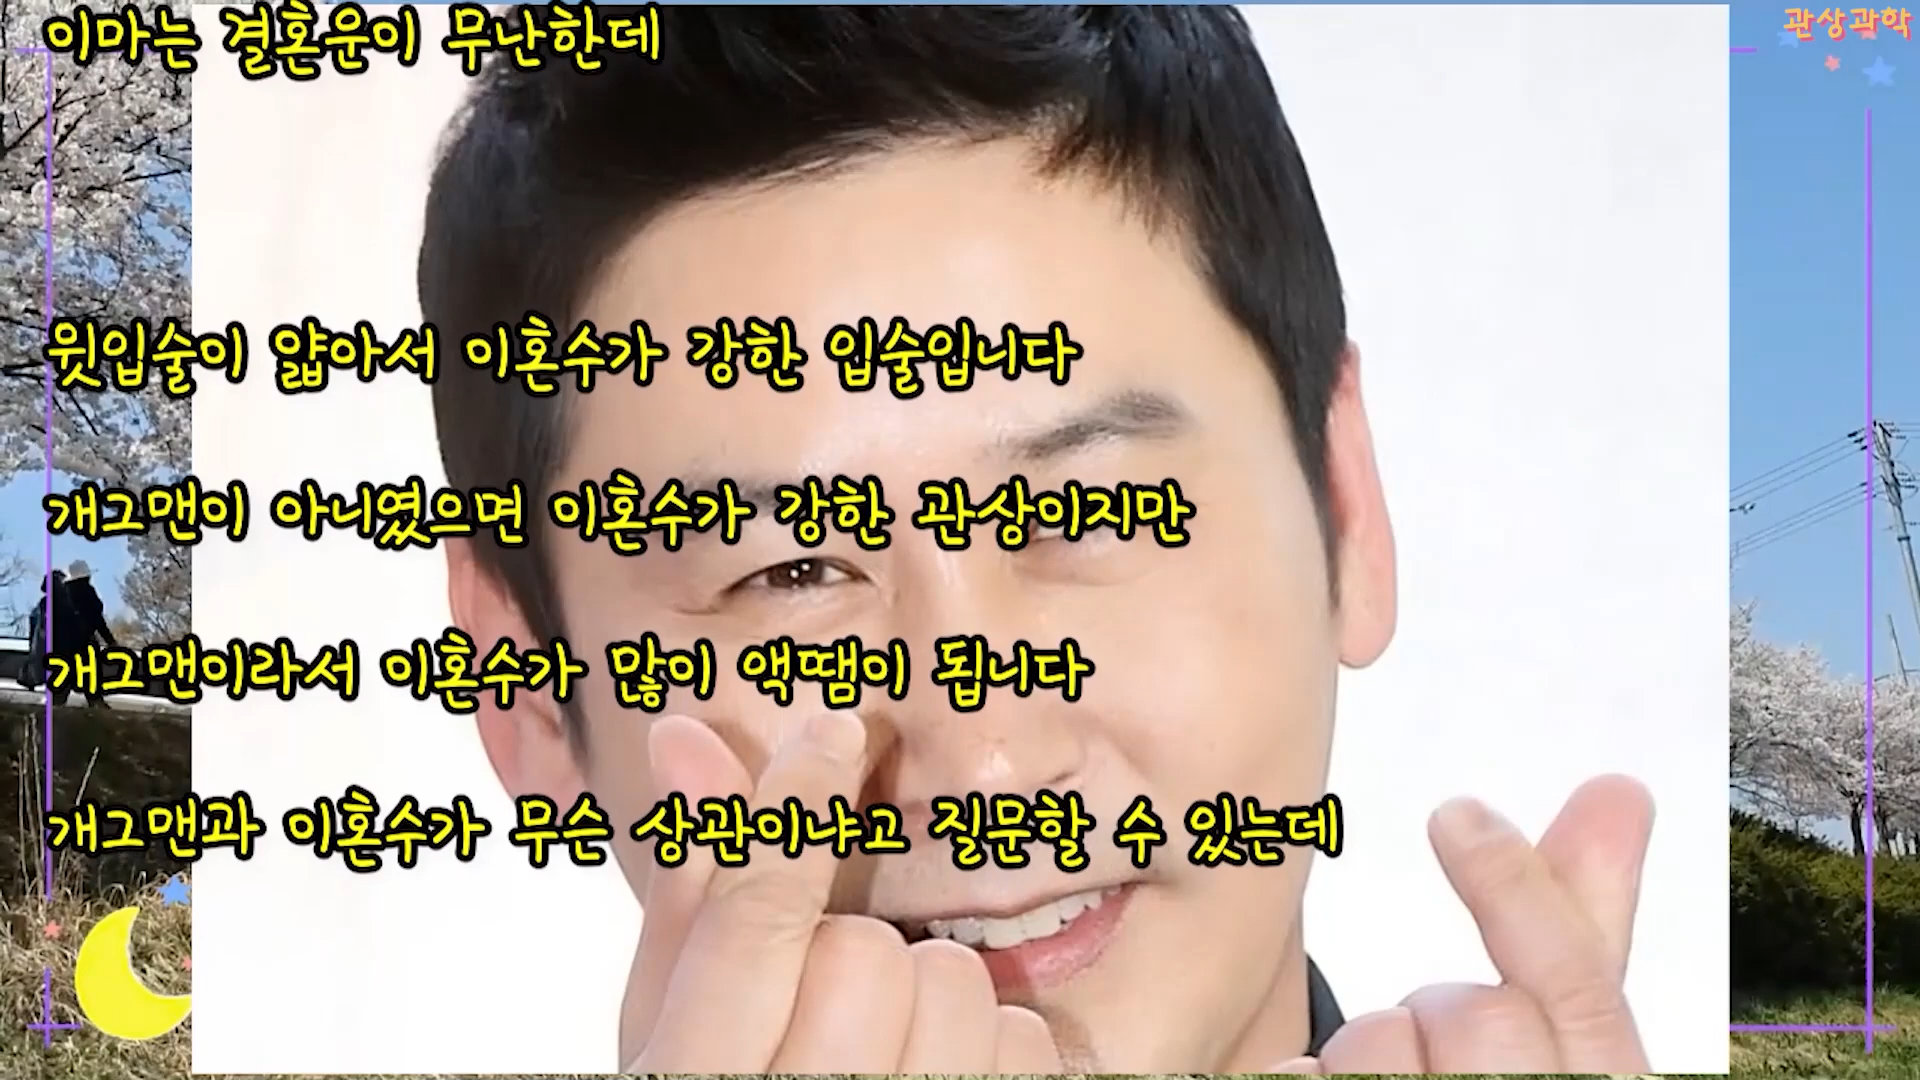 관상과학
이마는 결혼운이 무난한데
윗입술이 얇아서 이혼수가 강한 입술입니다
개그맨이 아니였으면 이혼수가 강한 관상이지만
개그맨이라서 이혼수가 많이 액땜이 됩니다
개그맨과 이혼수가 무슨 상관이냐고 질문할 수 있는데